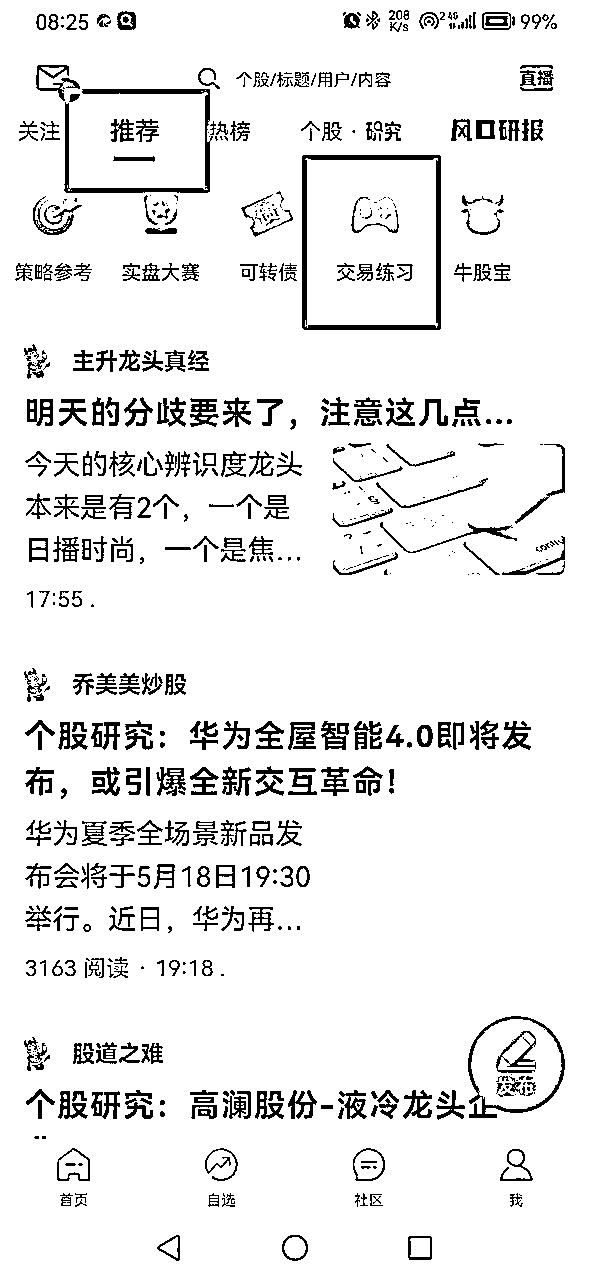 08:25 208 K/s 99%
个股/标题/用户/内容 直播
关注 推荐 热榜 个股·研究 风口研报
策略参考 实盘大赛 可转债 交易练习 牛股宝
主升龙头真经
明天的分歧要来了，注意这几点...
今天的核心辨识度龙头
本来是有2个，一个是
日播时尚，一个是焦...
17:55 .
乔美美炒股
个股研究：华为全屋智能4.0即将发
布，或引爆全新交互革命！
华为夏季全场景新品发
布会将于5月18日19:30
举行。近日，华为再...
3163 阅读 · 19:18 .
股道之难
发布
个股研究：高澜股份-液冷龙头企
首页 自选 社区 我